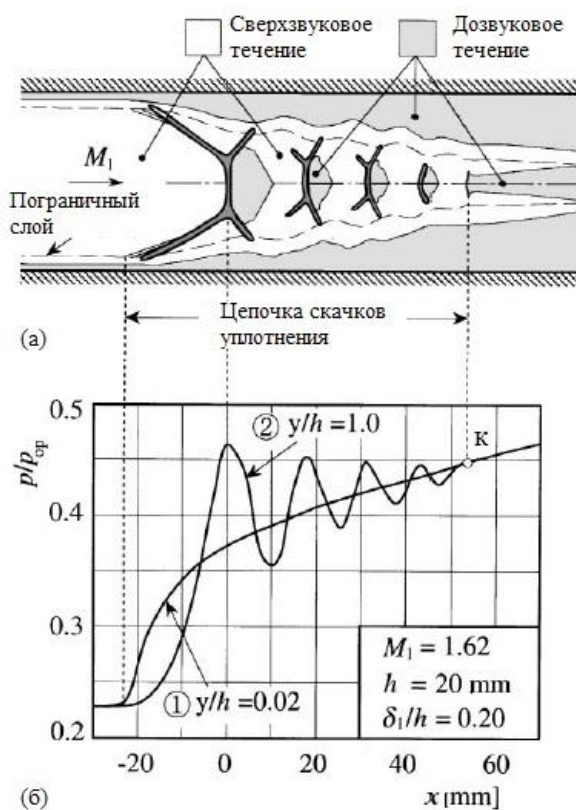 Сверхзвуковое
течение
Дозвуковое
течение
M₁
Пограничный
слой
Цепочка скачков
уплотнения
(а)
0.5
0.4
0.3
0.2
p/pор
② y/h =1.0
К
① y/h=0.02
M₁ = 1.62
h = 20 mm
δ₁/h = 0.20
-20 0 20 40 60
x [mm]
(б)